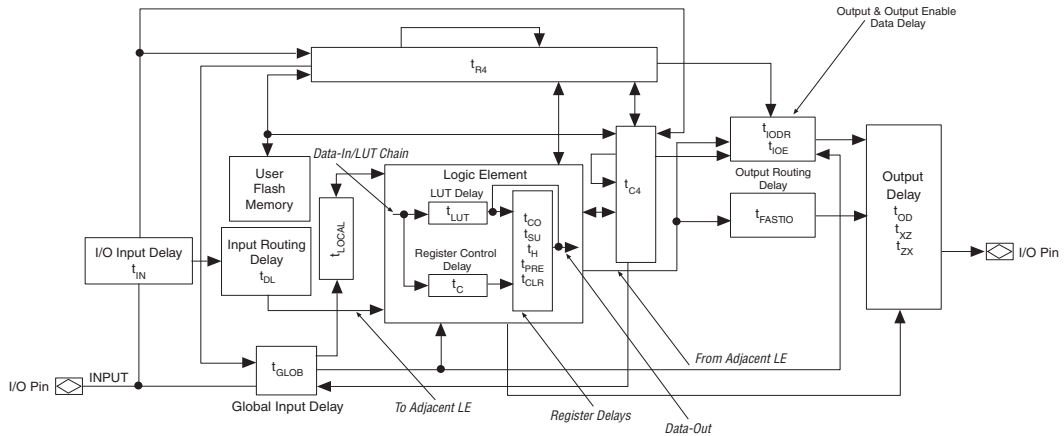 Output & Output Enable
Data Delay
tR4
tIODR
tIOE
Data-In/LUT Chain
User
Flash
Memory
Logic Element
LUT Delay
tLUT
tC4
Output Routing
Delay
tFASTIO
Output
Delay
tOD
tXZ
tZX
I/O Pin
tCO
tSU
tH
tPRE
tCLR
tLOCAL
Register Control
Delay
tC
I/O Input Delay
tIN
Input Routing
Delay
tDL
From Adjacent LE
I/O Pin
INPUT
tGLOB
Global Input Delay
To Adjacent LE
Register Delays
Data-Out